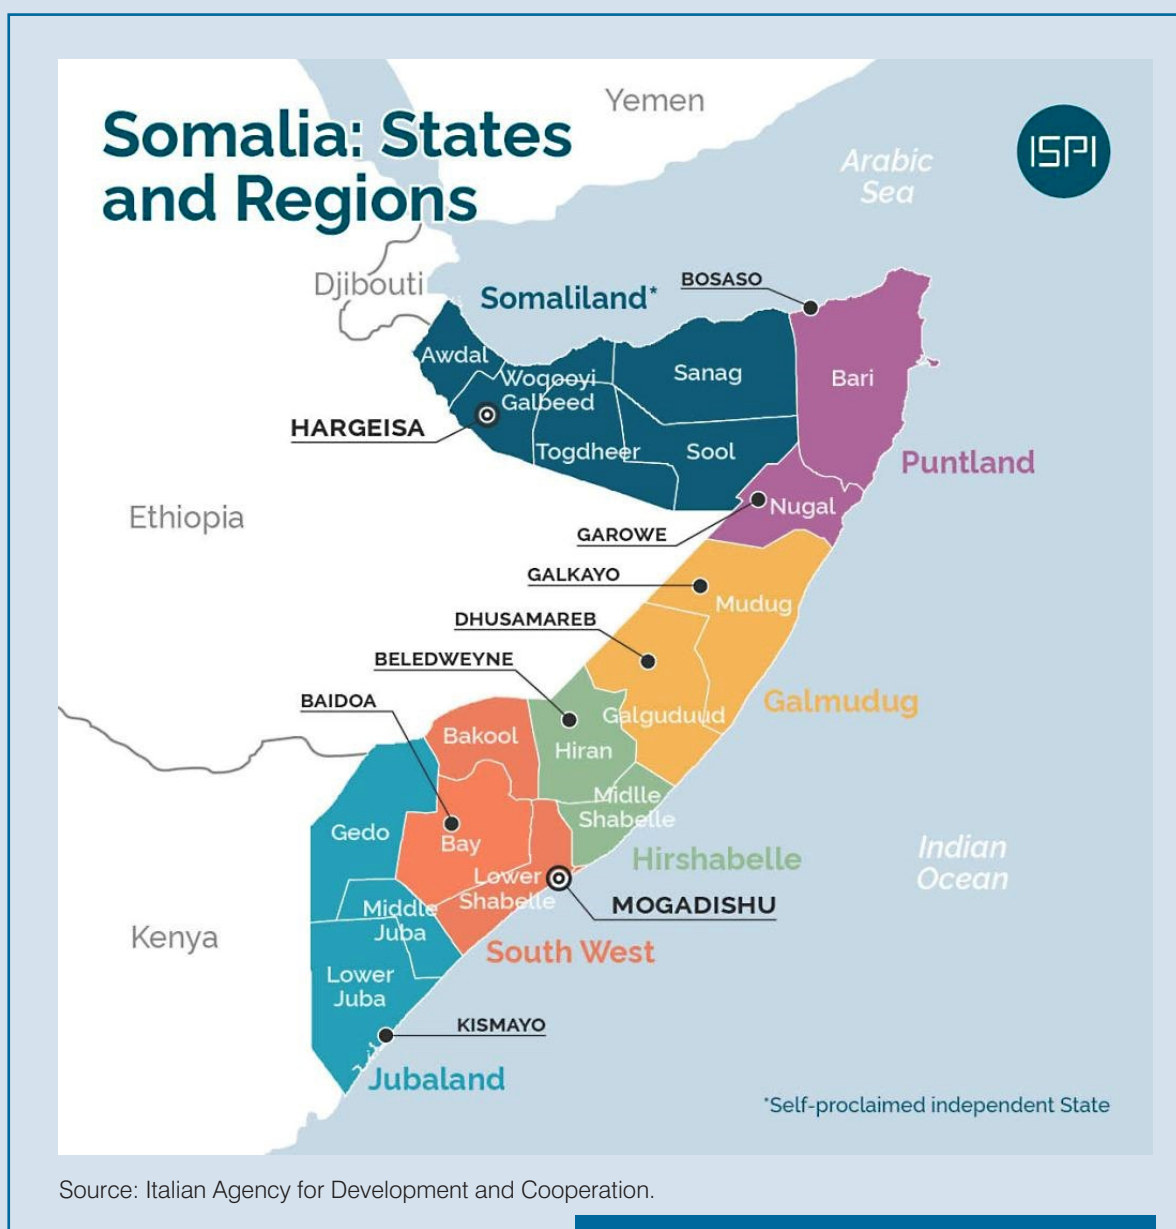 Somalia: States
and Regions
Yemen
Arabic
Sea
ISPI
Djibouti
Somaliland*
BOSASO
Awdal
Woqooyi
Galbeed
Sanag
Bari
HARGEISA
Togdheer
Sool
Puntland
Ethiopia
Nugal
GAROWE
GALKAYO
Mudug
DHUSAMAREB
BELEDWEYNE
BAIDOA
Galmudug
Galguduud
Bakool
Hiran
Midlle
Shabelle
Gedo
Bay
Hirshabelle
Indian
Ocean
Lower
Shabelle
MOGADISHU
Middle
Juba
Kenya
South West
Lower
Juba
KISMAYO
Jubaland
*Self-proclaimed independent State
Source: Italian Agency for Development and Cooperation.